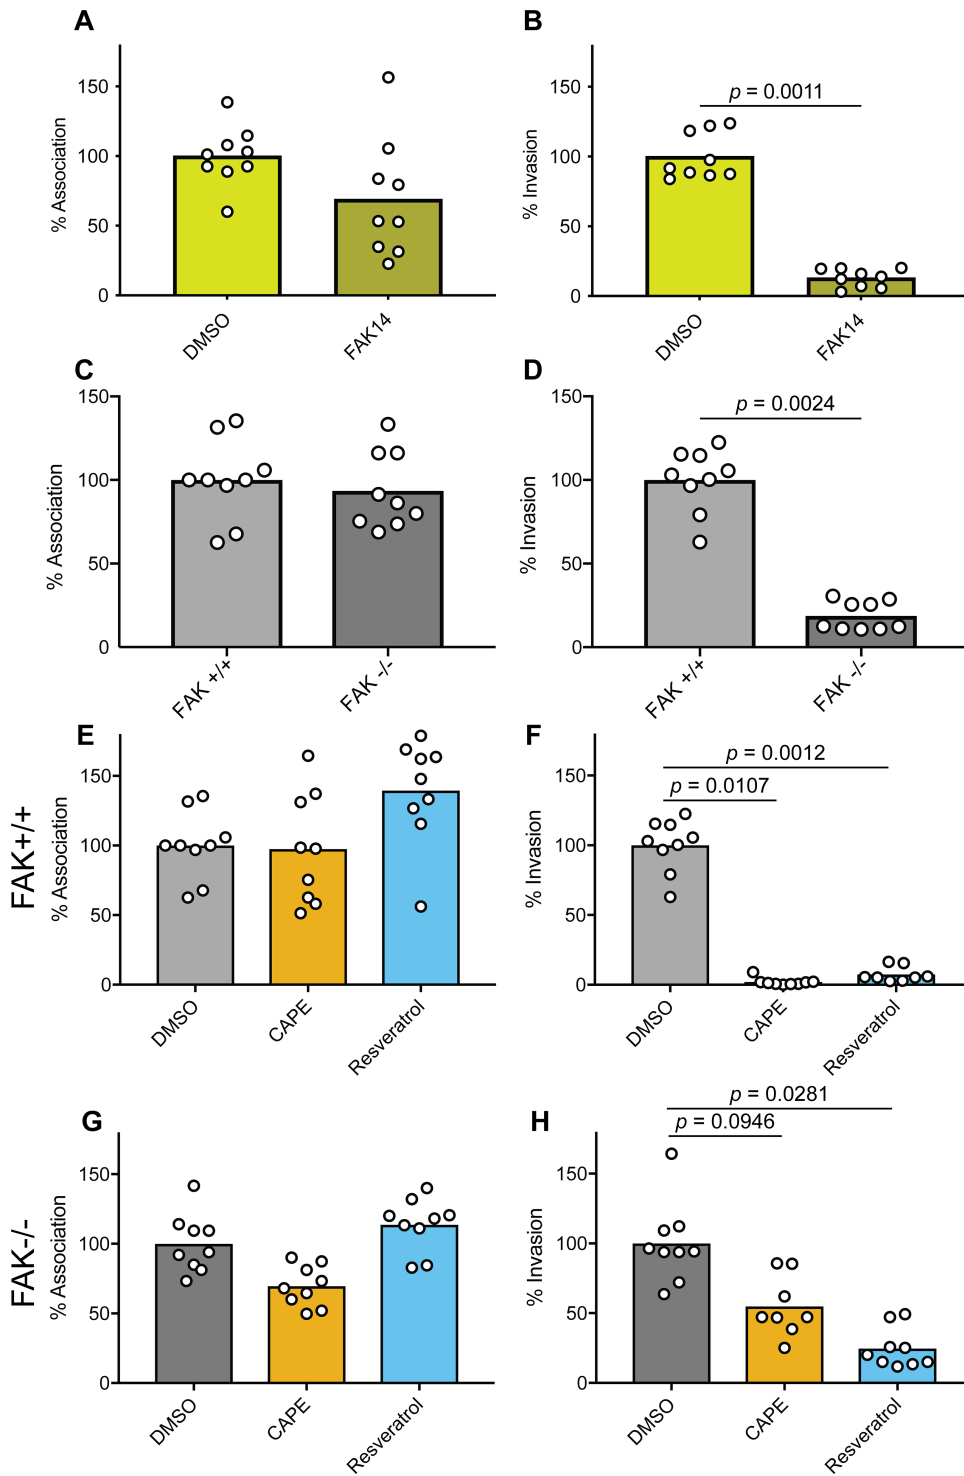 A
% Association
150
100
50
0
DMSO
FAK14
B
% Invasion
150
100
50
0
p = 0.0011
DMSO
FAK14
C
% Association
150
100
50
0
FAK +/+
FAK -/-
D
% Invasion
150
100
50
0
p = 0.0024
FAK +/+
FAK -/-
FAK+/+
E
% Association
150
100
50
0
DMSO
CAPE
Resveratrol
F
% Invasion
150
100
50
0
p = 0.0012
p = 0.0107
DMSO
CAPE
Resveratrol
FAK-/-
G
% Association
150
100
50
0
DMSO
CAPE
Resveratrol
H
% Invasion
150
100
50
0
p = 0.0281
p = 0.0946
DMSO
CAPE
Resveratrol